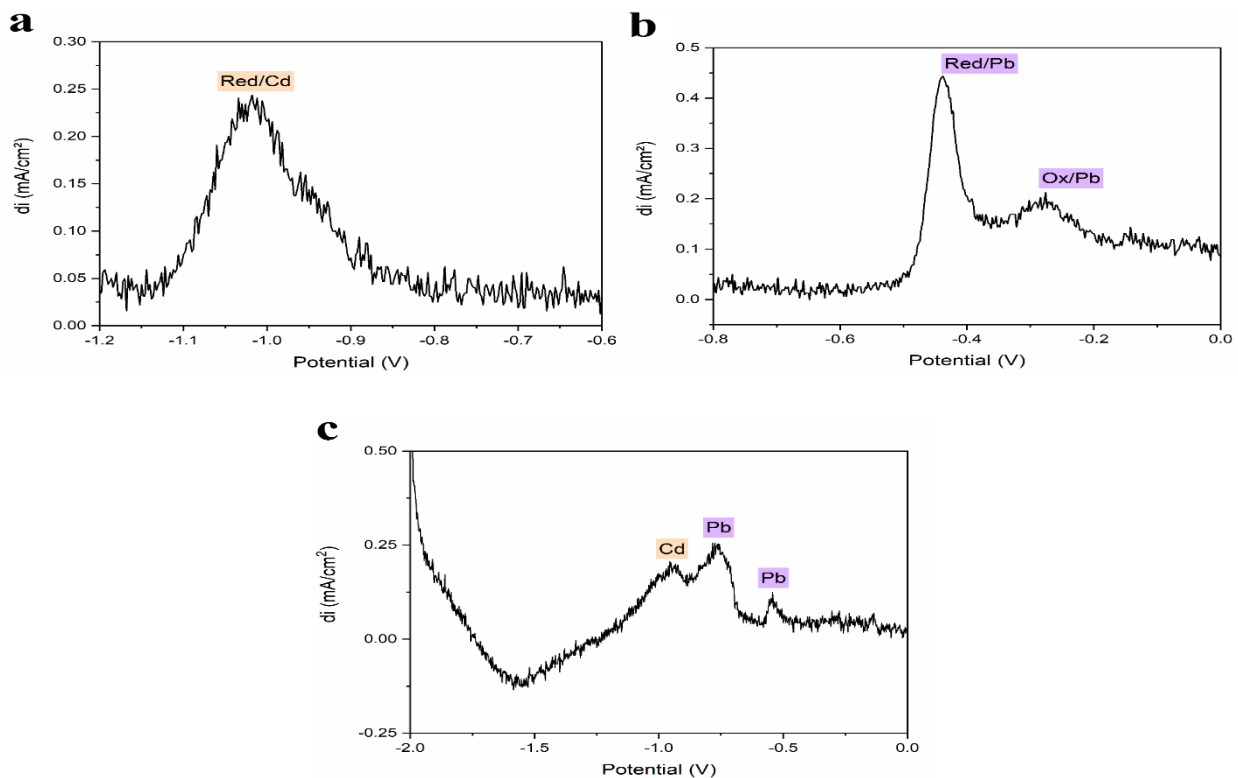 a
0.30
0.25
0.20
0.15
0.10
0.05
0.00
di (mA/cm²)
Red/Cd
-1.2 -1.1 -1.0 -0.9 -0.8 -0.7 -0.6
Potential (V)
b
0.5
0.4
0.3
0.2
0.1
0.0
di (mA/cm²)
Red/Pb
Ox/Pb
-0.8 -0.6 -0.4 -0.2 0.0
Potential (V)
c
0.50
0.25
0.00
-0.25
di (mA/cm²)
Cd
Pb
Pb
-2.0 -1.5 -1.0 -0.5 0.0
Potential (V)